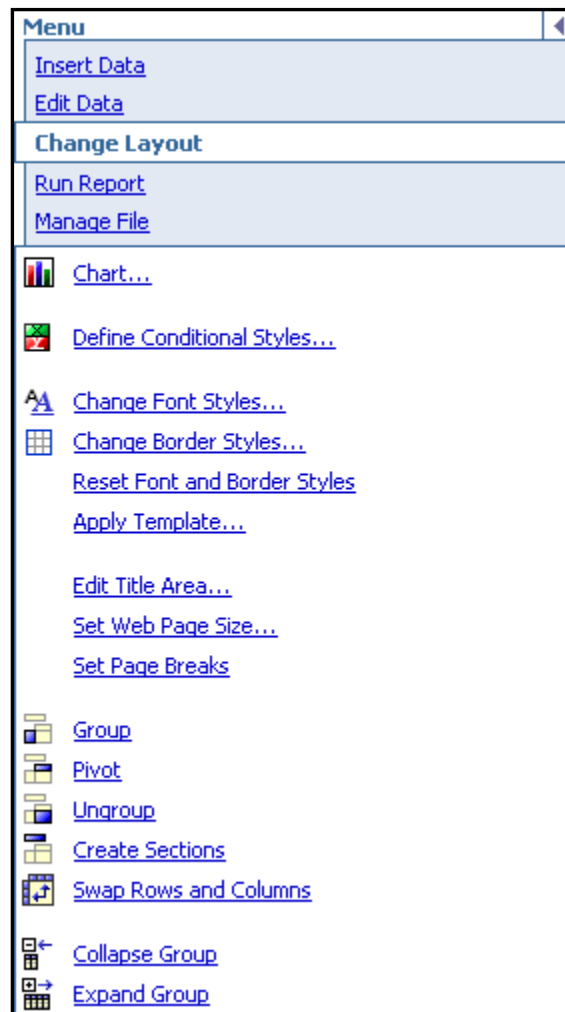 Menu
Insert Data
Edit Data
Change Layout
Run Report
Manage File
Chart...
Define Conditional Styles...
Change Font Styles...
Change Border Styles...
Reset Font and Border Styles
Apply Template...
Edit Title Area...
Set Web Page Size...
Set Page Breaks
Group
Pivot
Ungroup
Create Sections
Swap Rows and Columns
Collapse Group
Expand Group